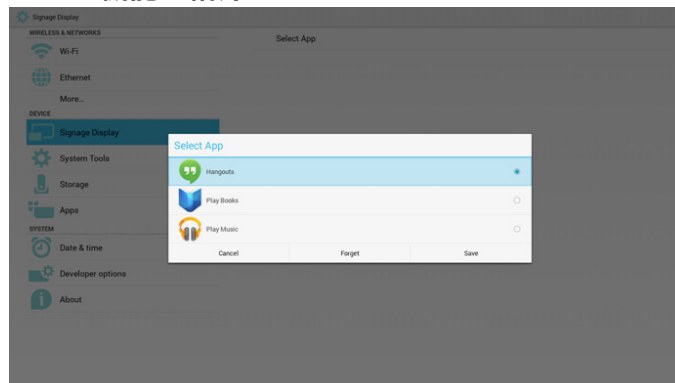 Signage Display
WIRELESS & NETWORKS
Select App
Wi-Fi
Ethernet
More...
DEVICE
Signage Display
System Tools
Storage
Apps
SYSTEM
Date & time
Developer options
About
Select App
Hangouts
Play Books
Play Music
Cancel Forget Save